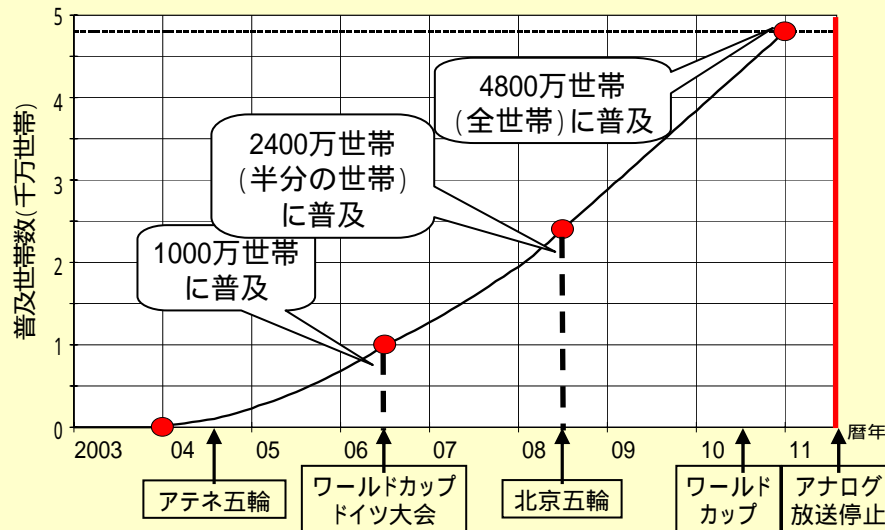 普及世帯数(千万世帯)
5
4
3
2
1
0
4800万世帯
(全世帯)に普及
2400万世帯
(半分の世帯)
に普及
1000万世帯
に普及
2003 04 05 06 07 08 09 10 11 暦年
アテネ五輪
ワールドカップ
ドイツ大会
北京五輪
ワールド
カップ
アナログ
放送停止